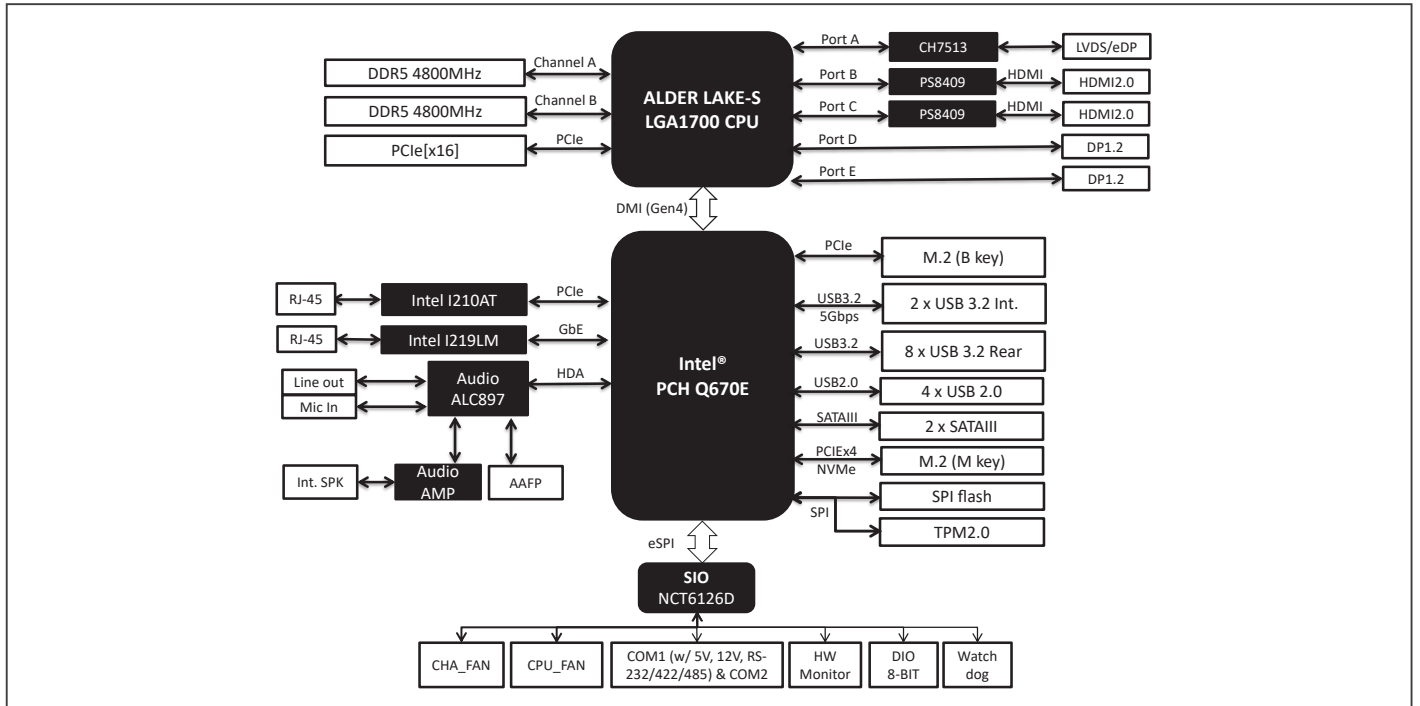 DDR5 4800MHz
Channel A
DDR5 4800MHz
Channel B
PCIe[x16]
PCIe
ALDER LAKE-S
LGA1700 CPU
Port A
CH7513
LVDS/eDP
Port B
PS8409
HDMI
HDMI2.0
Port C
PS8409
HDMI
HDMI2.0
Port D
DP1.2
Port E
DP1.2
DMI (Gen4)
RJ-45
Intel I210AT
PCIe
RJ-45
Intel I219LM
GbE
Line out
Mic In
Audio
ALC897
HDA
Int. SPK
Audio
AMP
AAFP
Intel®
PCH Q670E
PCIe
M.2 (B key)
USB3.2
5Gbps
2 x USB 3.2 Int.
USB3.2
8 x USB 3.2 Rear
USB2.0
4 x USB 2.0
SATAIII
2 x SATAIII
PCIEx4
NVMe
M.2 (M key)
SPI
SPI flash
TPM2.0
eSPI
SIO
NCT6126D
CHA_FAN
CPU_FAN
COM1 (w/ 5V, 12V, RS-
232/422/485) & COM2
HW
Monitor
DIO
8-BIT
Watch
dog